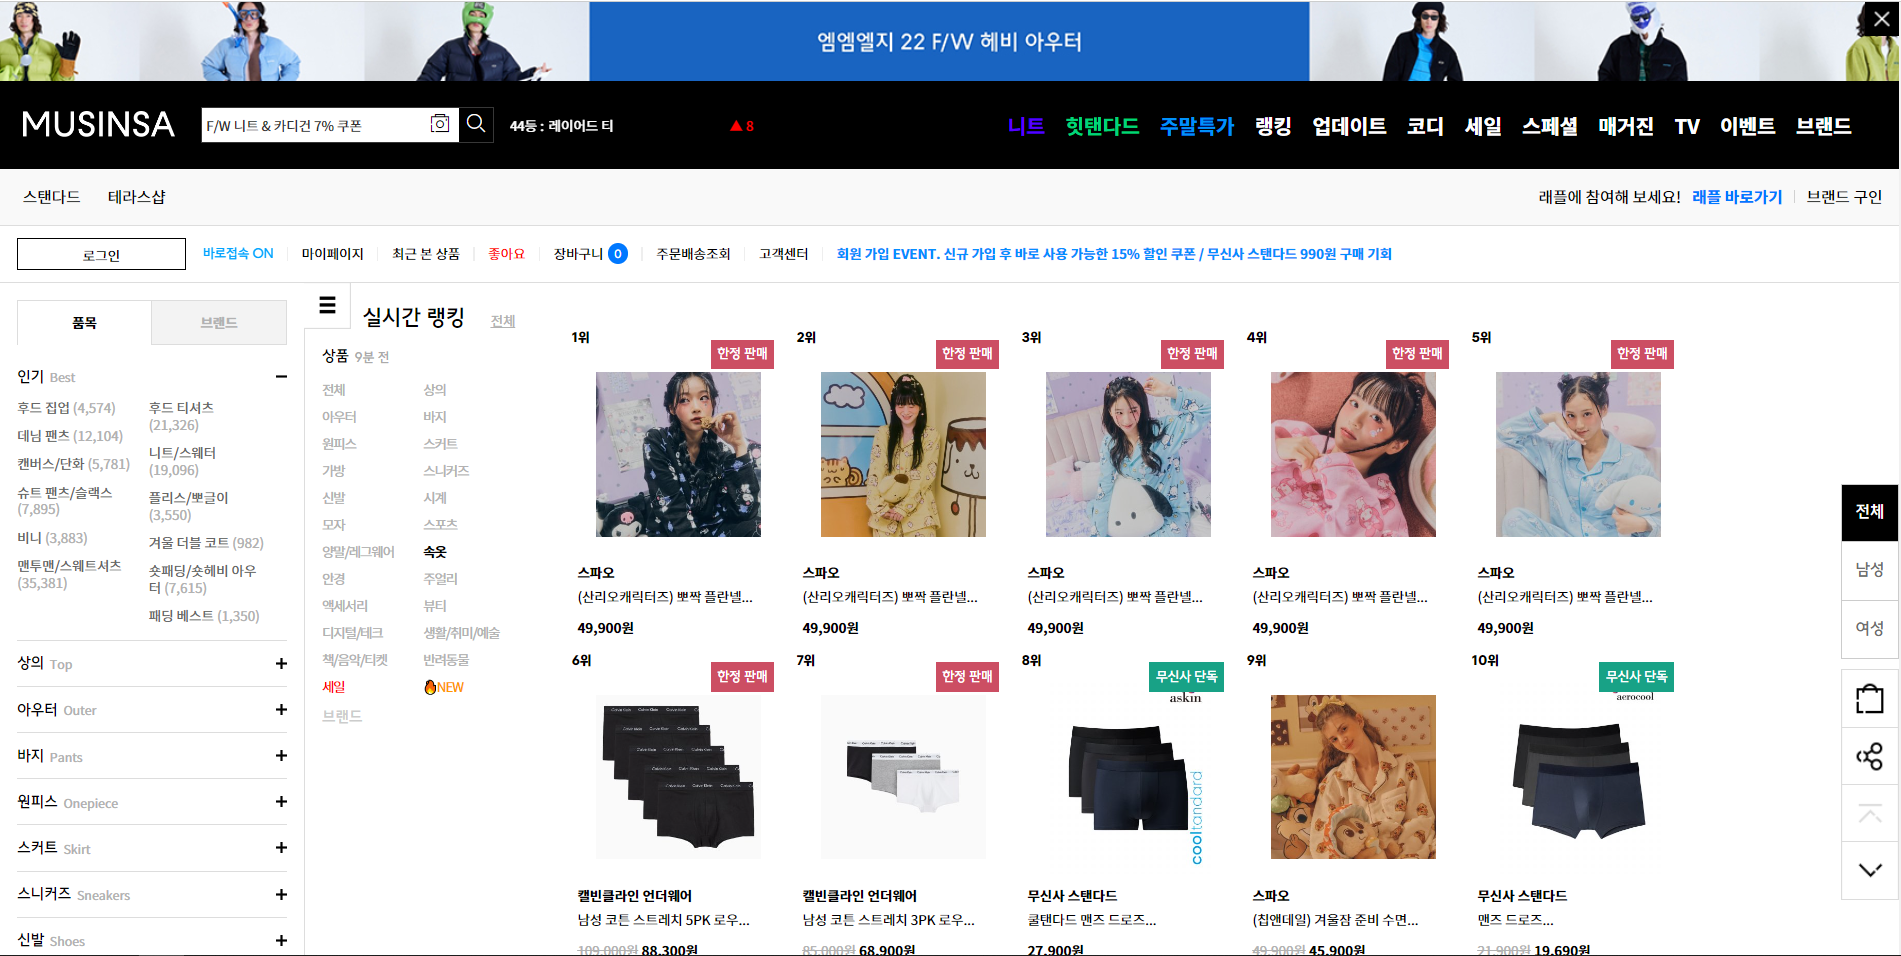 엠엠엘지 22 F/W 헤비 아우터
MUSINSA
F/W 니트 & 카디건 7% 쿠폰
44등 : 레이어드 티
▲ 8
니트 힛탠다드 주말특가 랭킹 업데이트 코디 세일 스페셜 매거진 TV 이벤트 브랜드
스탠다드 테라스샵
래플에 참여해 보세요! 래플 바로가기 브랜드 구인
로그인
바로접속 ON 마이페이지 최근 본 상품 좋아요 장바구니 0 주문배송조회 고객센터
회원 가입 EVENT. 신규 가입 후 바로 사용 가능한 15% 할인 쿠폰 / 무신사 스탠다드 990원 구매 기회
품목 브랜드
인기 Best
후드 집업 (4,574)
데님 팬츠 (12,104)
캔버스/단화 (5,781)
슈트 팬츠/슬랙스
(7,895)
비니 (3,883)
맨투맨/스웨트셔츠
(35,381)
후드 티셔츠
(21,326)
니트/스웨터
(19,096)
플리스/뽀글이
(3,550)
겨울 더블 코트 (982)
숏패딩/숏헤비 아우
터 (7,615)
패딩 베스트 (1,350)
상의 Top
아우터 Outer
바지 Pants
원피스 Onepiece
스커트 Skirt
스니커즈 Sneakers
신발 Shoes
실시간 랭킹 전체
상품 9분 전
전체 상의
아우터 바지
원피스 스커트
가방 스니커즈
신발 시계
모자 스포츠
양말/레그웨어 속옷
안경 주얼리
액세서리 뷰티
디지털/테크 생활/취미/예술
책/음악/티켓 반려동물
세일 NEW
브랜드
1위
한정 판매
스파오
(산리오캐릭터즈) 뽀짝 플란넬...
49,900원
2위
한정 판매
스파오
(산리오캐릭터즈) 뽀짝 플란넬...
49,900원
3위
한정 판매
스파오
(산리오캐릭터즈) 뽀짝 플란넬...
49,900원
4위
한정 판매
스파오
(산리오캐릭터즈) 뽀짝 플란넬...
49,900원
5위
한정 판매
스파오
(산리오캐릭터즈) 뽀짝 플란넬...
49,900원
6위
한정 판매
캘빈클라인 언더웨어
남성 코튼 스트레치 5PK 로우...
109,000원 88,300원
7위
한정 판매
캘빈클라인 언더웨어
남성 코튼 스트레치 3PK 로우...
85,000원 68,900원
8위
무신사 단독
askin
cooltandard
무신사 스탠다드
쿨탠다드 맨즈 드로즈...
27,900원
9위
스파오
(칩앤데일) 겨울잠 준비 수면...
49,900원 45,900원
10위
무신사 단독
aerocool
무신사 스탠다드
맨즈 드로즈...
21,900원 19,690원
전체
남성
여성